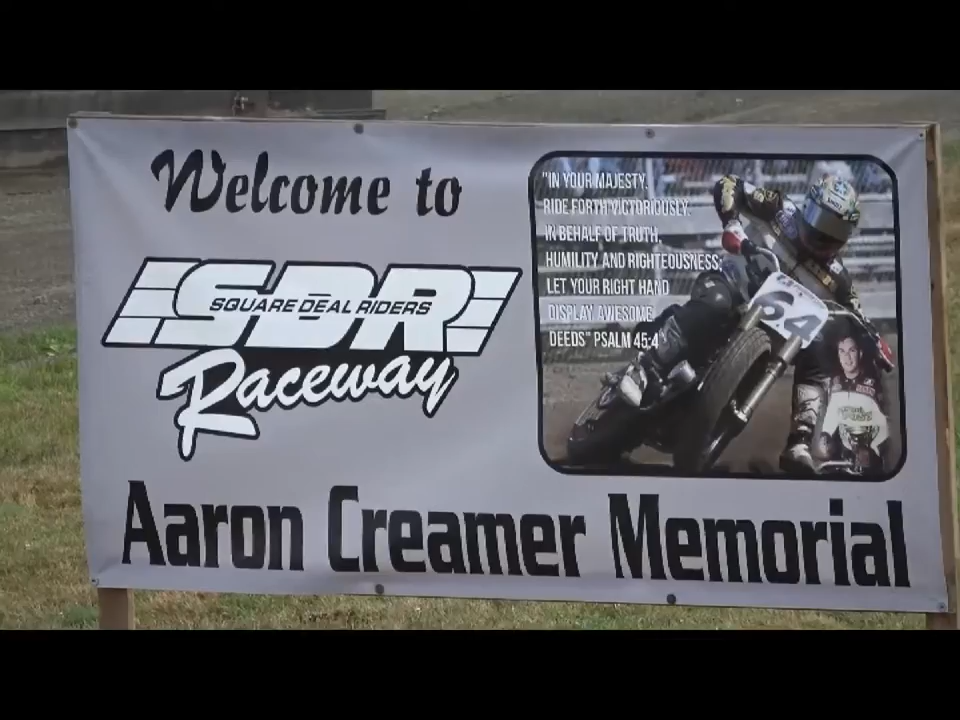 Welcome to
SBR
SQUARE DEAL RIDERS
Raceway
"IN YOUR MAJESTY,
RIDE FORTH VICTORIOUSLY,
IN BEHALF OF TRUTH,
HUMILITY AND RIGHTEOUSNESS;
LET YOUR RIGHT HAND
DISPLAY AWESOME
DEEDS" PSALM 45:4
64
Aaron Creamer Memorial